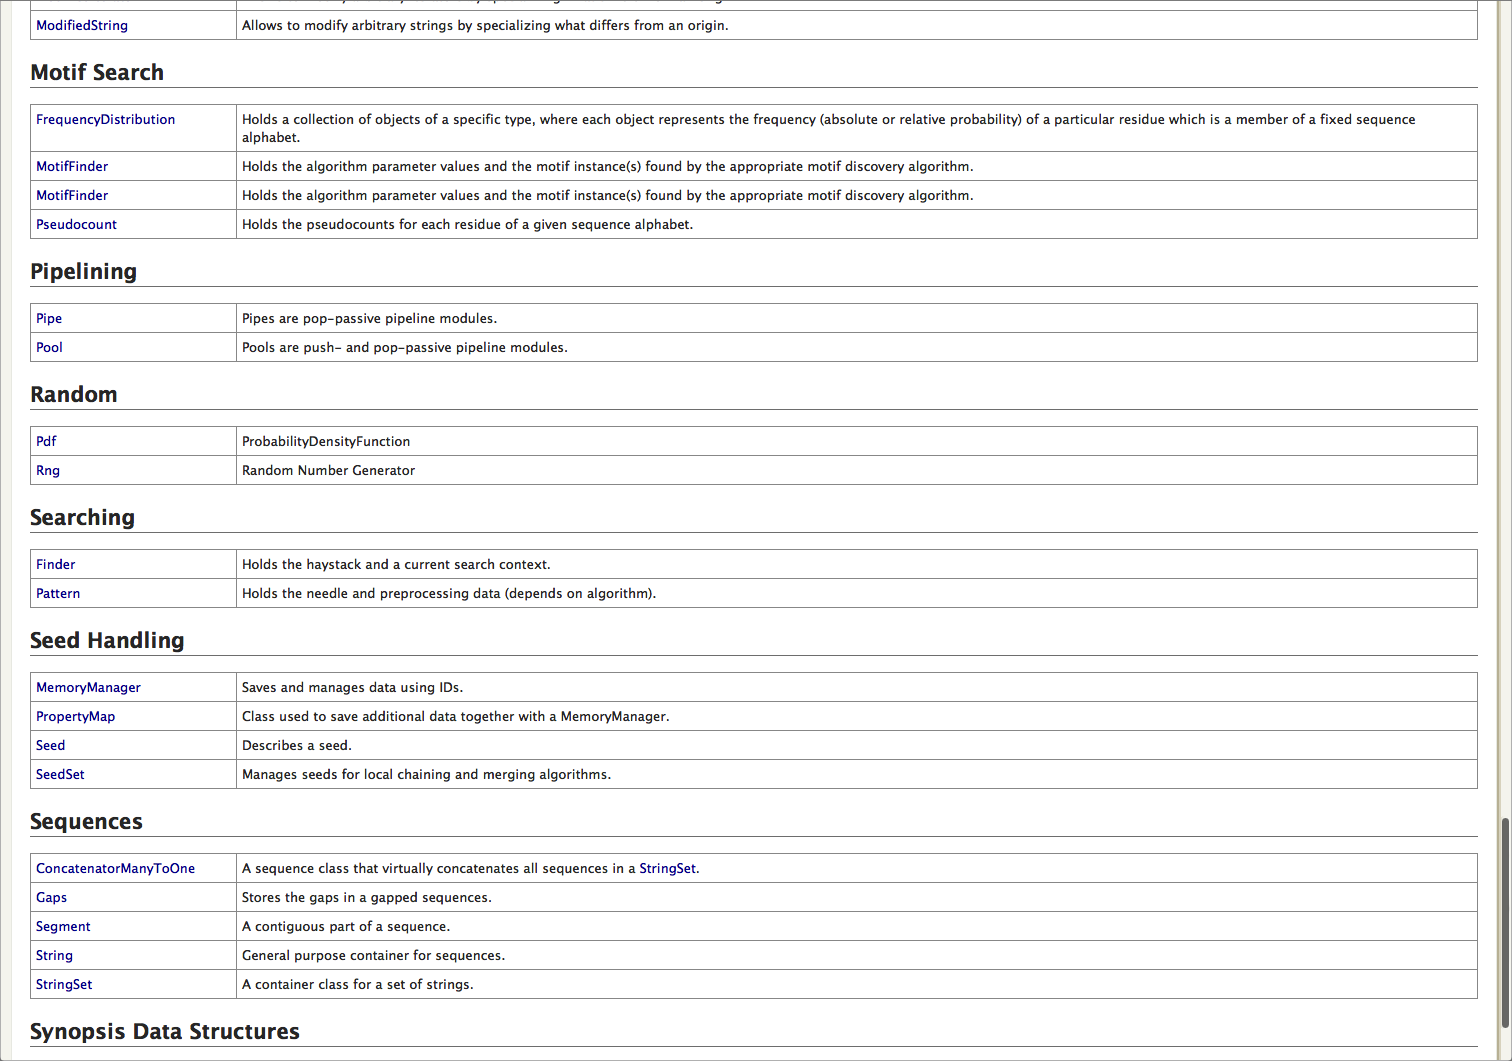 ModifiedString Allows to modify arbitrary strings by specializing what differs from an origin.
Motif Search
FrequencyDistribution Holds a collection of objects of a specific type, where each object represents the frequency (absolute or relative probability) of a particular residue which is a member of a fixed sequence
alphabet.
MotifFinder Holds the algorithm parameter values and the motif instance(s) found by the appropriate motif discovery algorithm.
MotifFinder Holds the algorithm parameter values and the motif instance(s) found by the appropriate motif discovery algorithm.
Pseudocount Holds the pseudocounts for each residue of a given sequence alphabet.
Pipelining
Pipe Pipes are pop-passive pipeline modules.
Pool Pools are push- and pop-passive pipeline modules.
Random
Pdf ProbabilityDensityFunction
Rng Random Number Generator
Searching
Finder Holds the haystack and a current search context.
Pattern Holds the needle and preprocessing data (depends on algorithm).
Seed Handling
MemoryManager Saves and manages data using IDs.
PropertyMap Class used to save additional data together with a MemoryManager.
Seed Describes a seed.
SeedSet Manages seeds for local chaining and merging algorithms.
Sequences
ConcatenatorManyToOne A sequence class that virtually concatenates all sequences in a StringSet.
Gaps Stores the gaps in a gapped sequences.
Segment A contiguous part of a sequence.
String General purpose container for sequences.
StringSet A container class for a set of strings.
Synopsis Data Structures